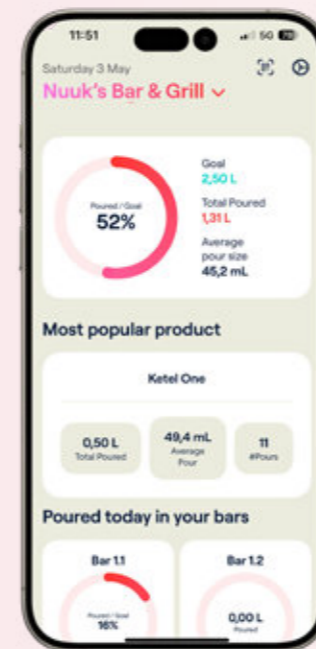 11:51
5G
Saturday 3 May
Nuuk's Bar & Grill
Goal
2,50 L
Poured / Goal
52%
Total Poured
1,31 L
Average
pour size
45,2 mL
Most popular product
Ketel One
0,50 L
Total Poured
49,4 mL
Average
Pour
11
#Pours
Poured today in your bars
Bar 1.1
Poured / Goal
16%
Bar 1.2
0,00 L
Poured